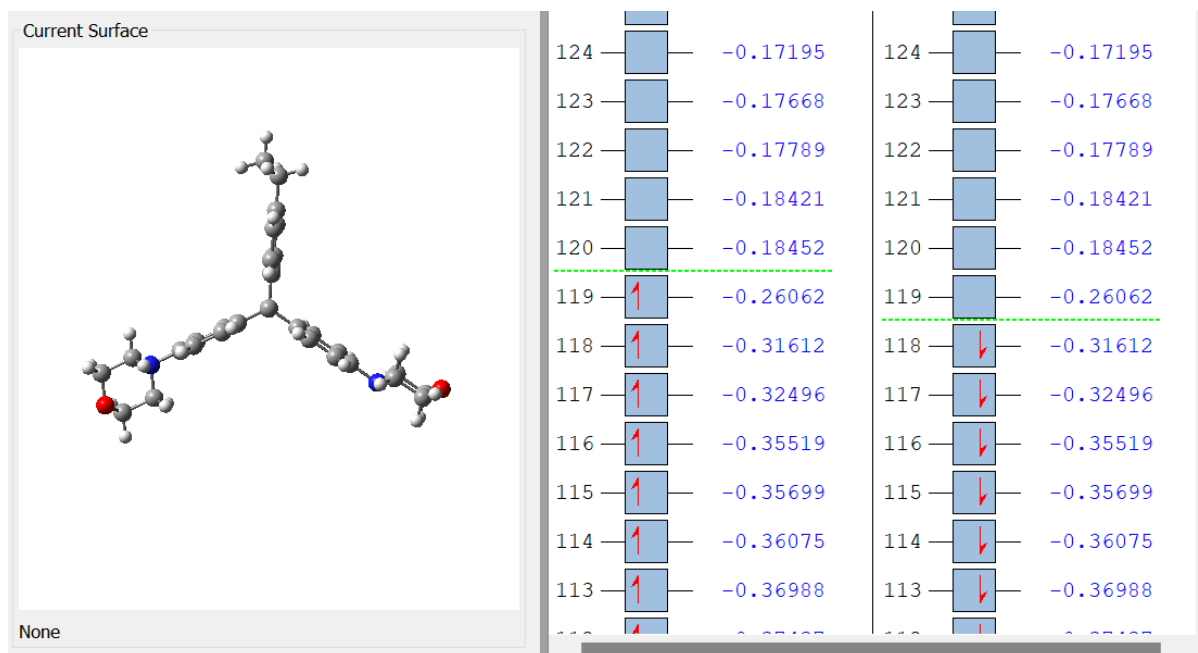 Current Surface
124 -0.17195 124 -0.17195
123 -0.17668 123 -0.17668
122 -0.17789 122 -0.17789
121 -0.18421 121 -0.18421
120 -0.18452 120 -0.18452
119 -0.26062 119 -0.26062
118 -0.31612 118 -0.31612
117 -0.32496 117 -0.32496
116 -0.35519 116 -0.35519
115 -0.35699 115 -0.35699
114 -0.36075 114 -0.36075
113 -0.36988 113 -0.36988
None